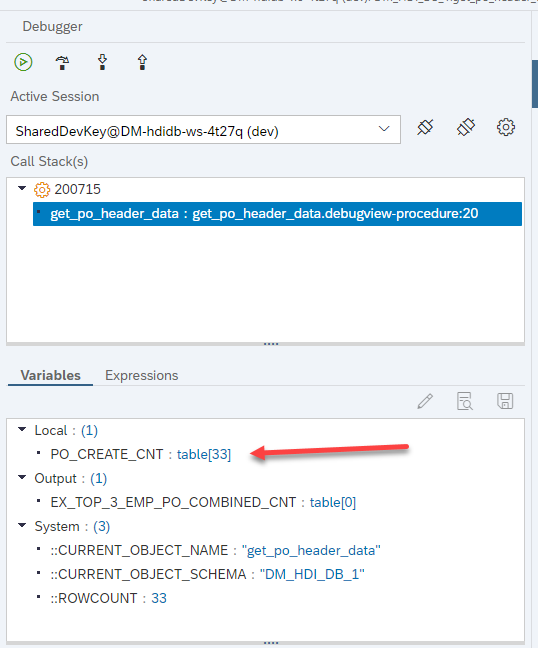 Debugger
Active Session
SharedDevKey@DM-hdidb-ws-4t27q (dev)
Call Stack(s)
200715
get_po_header_data : get_po_header_data.debugview-procedure:20
Variables Expressions
Local : (1)
PO_CREATE_CNT : table[33]
Output : (1)
EX_TOP_3_EMP_PO_COMBINED_CNT : table[0]
System : (3)
::CURRENT_OBJECT_NAME : "get_po_header_data"
::CURRENT_OBJECT_SCHEMA : "DM_HDI_DB_1"
::ROWCOUNT : 33